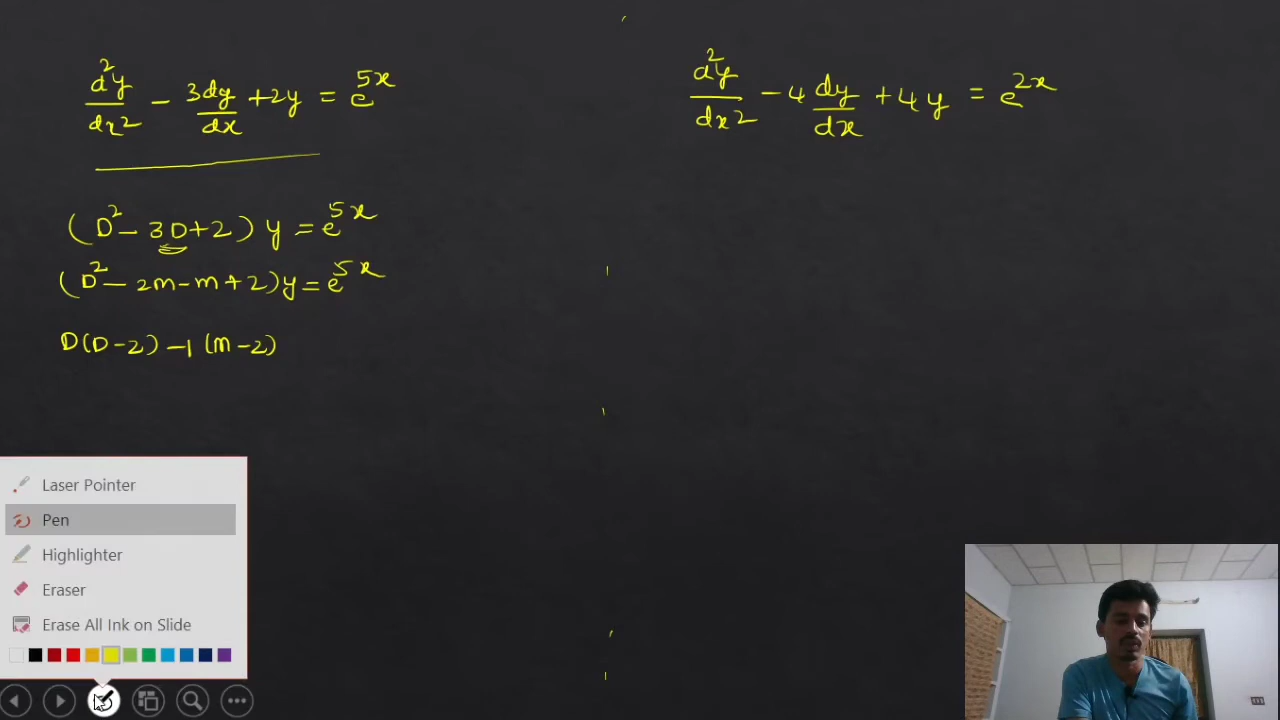 d²y/dx² - 3dy/dx + 2y = e^5x
(D² - 3D + 2) y = e^5x
(D² - 2m - m + 2) y = e^5x
D(D-2) -1 (m-2)
d²y/dx² - 4 dy/dx + 4y = e^2x
Laser Pointer
Pen
Highlighter
Eraser
Erase All Ink on Slide